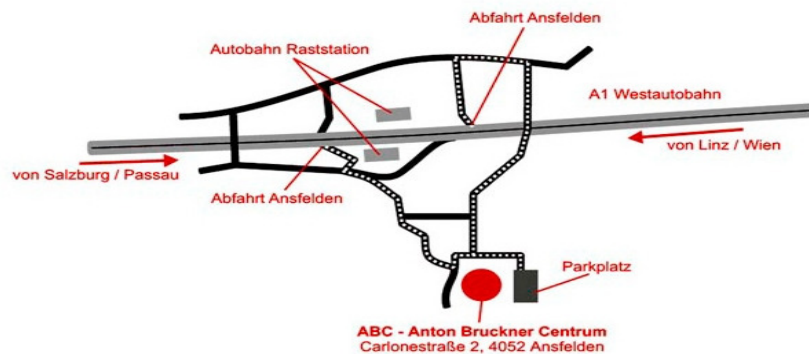 Abfahrt Ansfelden
Autobahn Raststation
A1 Westautobahn
von Linz / Wien
von Salzburg / Passau
Abfahrt Ansfelden
Parkplatz
ABC - Anton Bruckner Centrum
Carlonestraße 2, 4052 Ansfelden